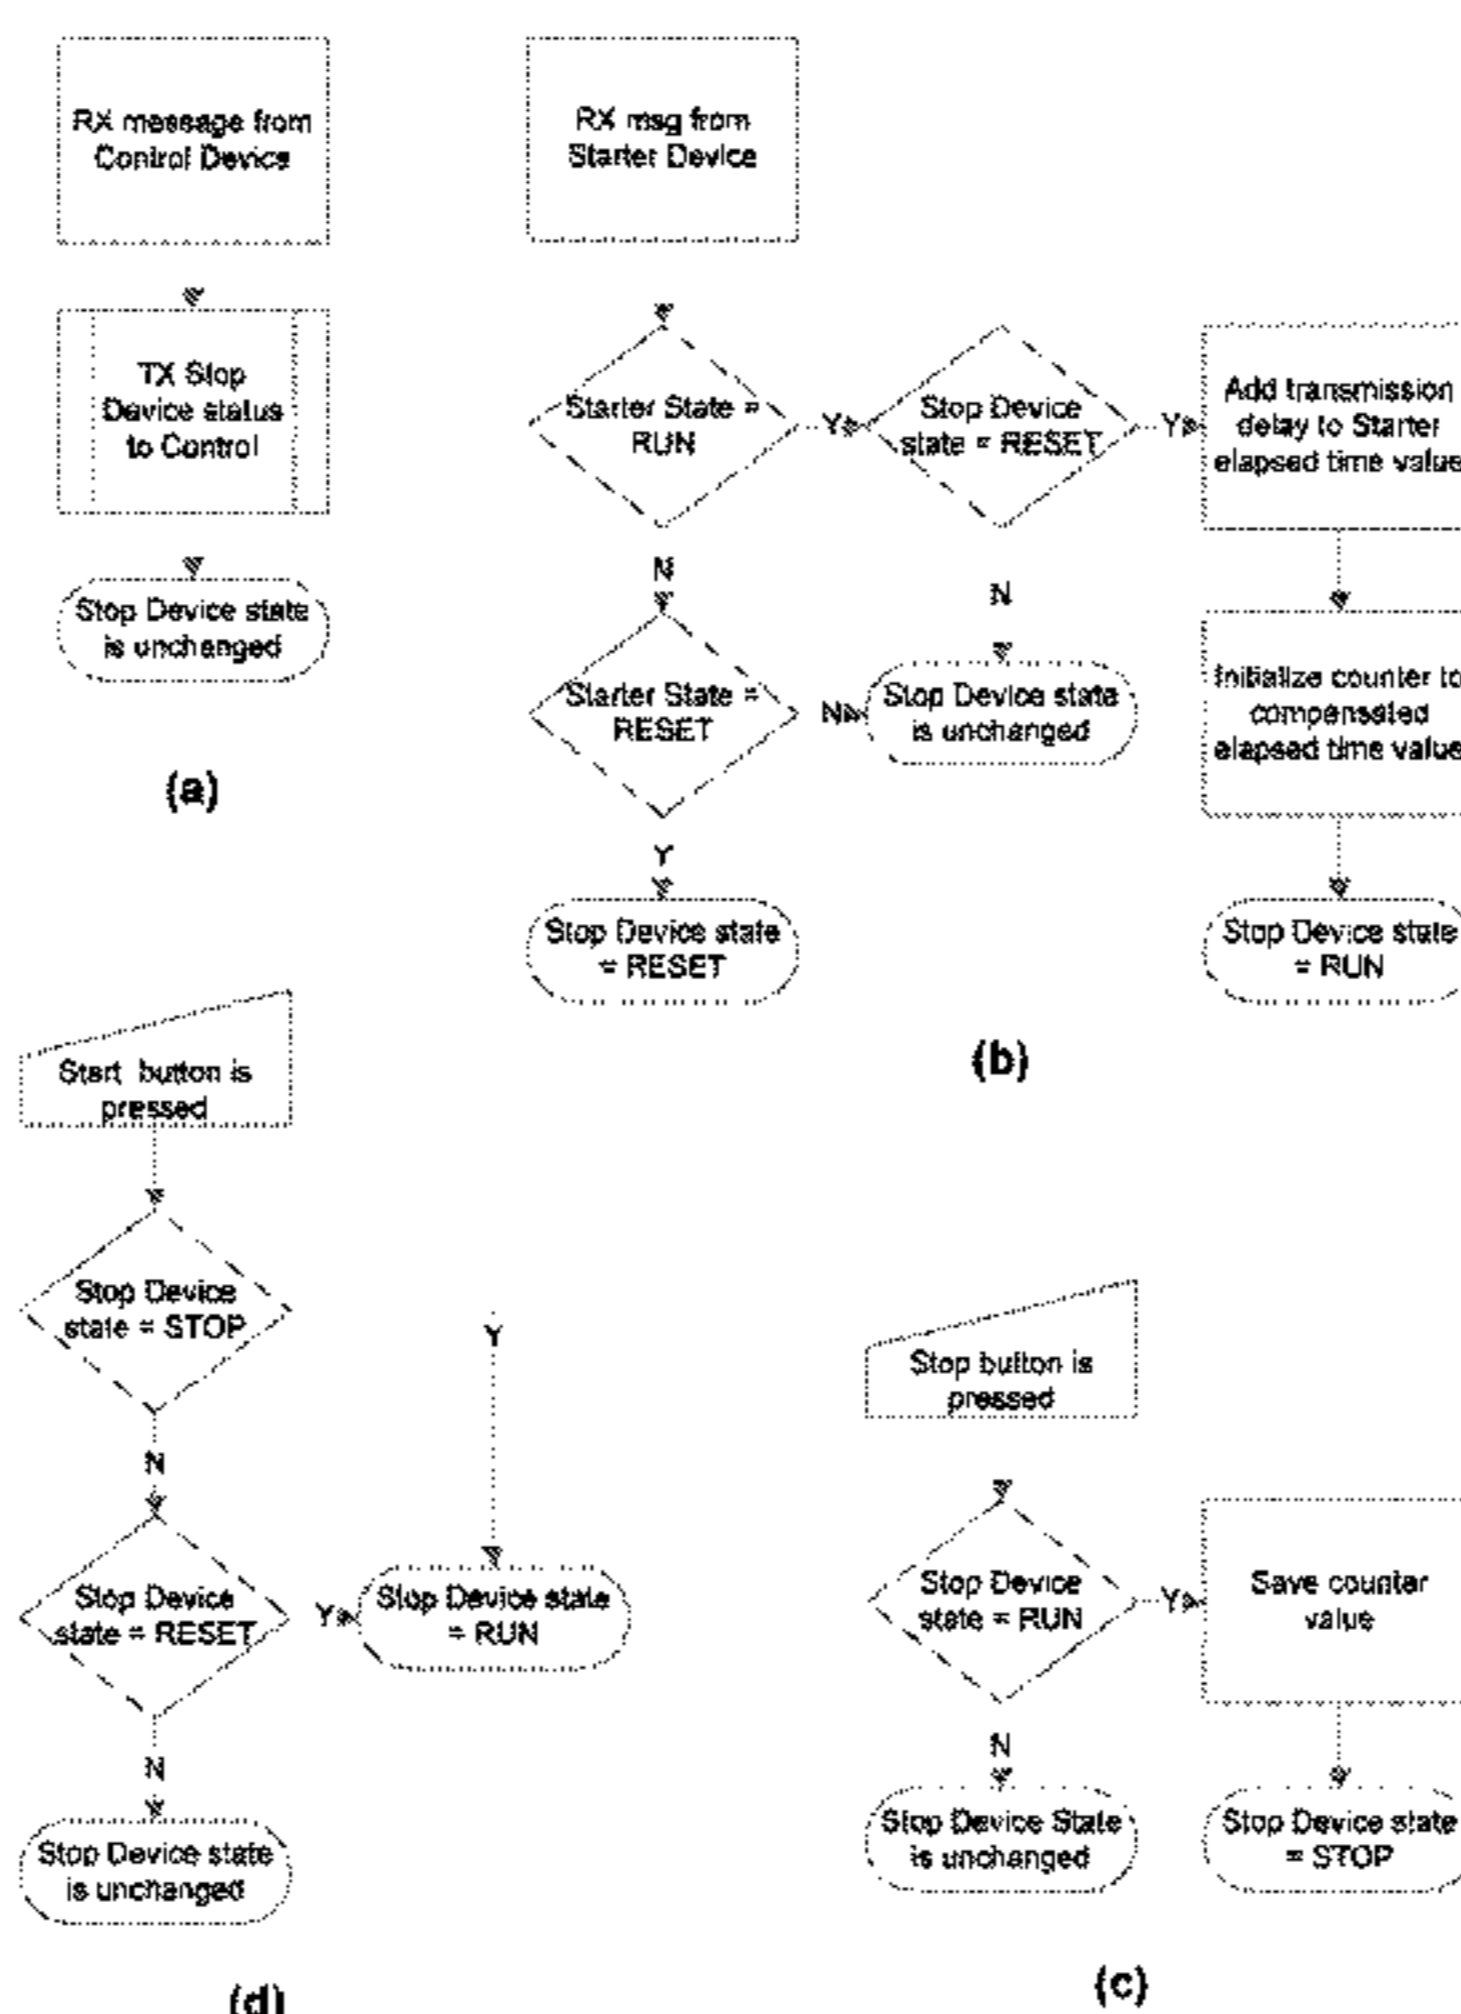 RX message from
Control Device
TX Stop
Device status
to Control
Stop Device state
is unchanged
(a)
RX msg from
Starter Device
Starter State =
RUN
Y
Stop Device
state = RESET
Y
Add transmission
delay to Starter
elapsed time value
N
N
Starter State =
RESET
N
Stop Device state
is unchanged
Initialize counter to
compensated
elapsed time value
Y
Stop Device state
= RESET
Stop Device state
= RUN
(b)
Start button is
pressed
Stop Device
state = STOP
Y
N
Stop Device
state = RESET
Y
Stop Device state
= RUN
N
Stop Device state
is unchanged
(d)
Stop button is
pressed
Stop Device
state = RUN
Y
Save counter
value
N
Stop Device State
is unchanged
Stop Device state
= STOP
(c)